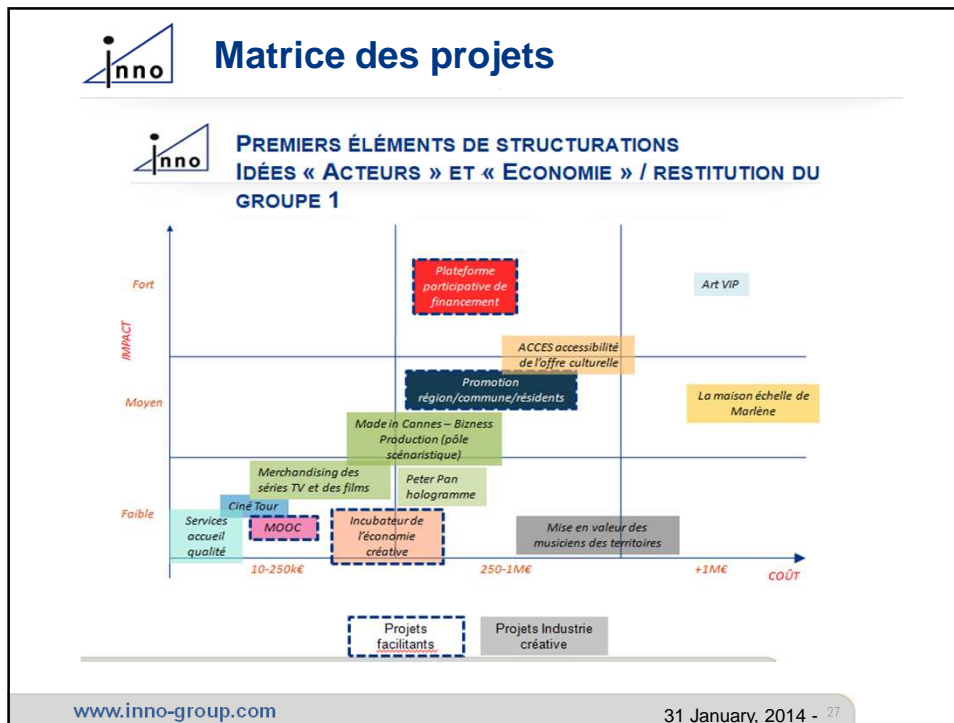 inno
Matrice des projets
inno
PREMIERS ÉLÉMENTS DE STRUCTURATIONS
IDÉES « ACTEURS » ET « ECONOMIE » / RESTITUTION DU
GROUPE 1
IMPACT
Fort
Plateforme
participative de
financement
Art VIP
ACCES accessibilité
de l'offre culturelle
Moyen
Promotion
région/commune/résidents
La maison échelle de
Marlène
Made in Cannes – Bizness
Production (pôle
scénaristique)
Merchandising des
séries TV et des films
Peter Pan
hologramme
Faible
Ciné Tour
Services
accueil
qualité
MOOC
Incubateur de
l'économie
créative
Mise en valeur des
musiciens des territoires
10-250k€
250-1M€
+1M€
COÛT
Projets
facilitants
Projets Industrie
créative
www.inno-group.com
31 January, 2014 - 27